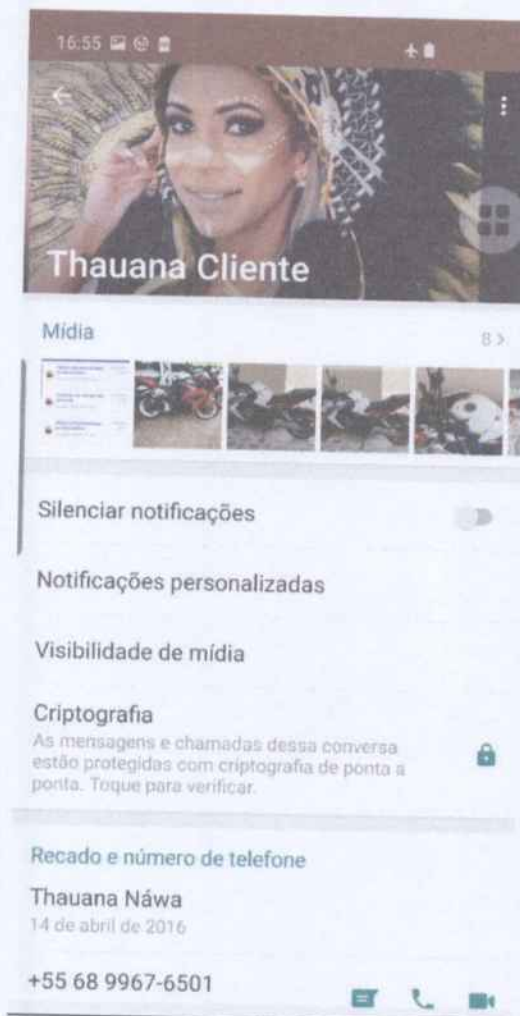 16:55
Thauana Cliente
Mídia
8 >
Silenciar notificações
Notificações personalizadas
Visibilidade de mídia
Criptografia
As mensagens e chamadas dessa conversa
estão protegidas com criptografia de ponta a
ponta. Toque para verificar.
Recado e número de telefone
Thauana Náwa
14 de abril de 2016
+55 68 9967-6501